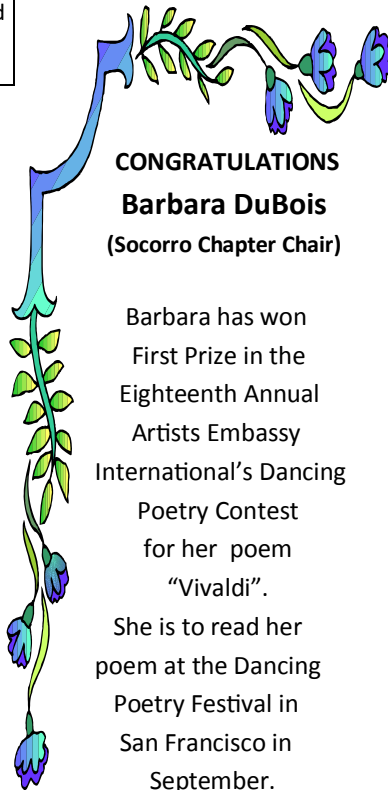 d
CONGRATULATIONS
Barbara DuBois
(Socorro Chapter Chair)
Barbara has won
First Prize in the
Eighteenth Annual
Artists Embassy
International's Dancing
Poetry Contest
for her poem
"Vivaldi".
She is to read her
poem at the Dancing
Poetry Festival in
San Francisco in
September.